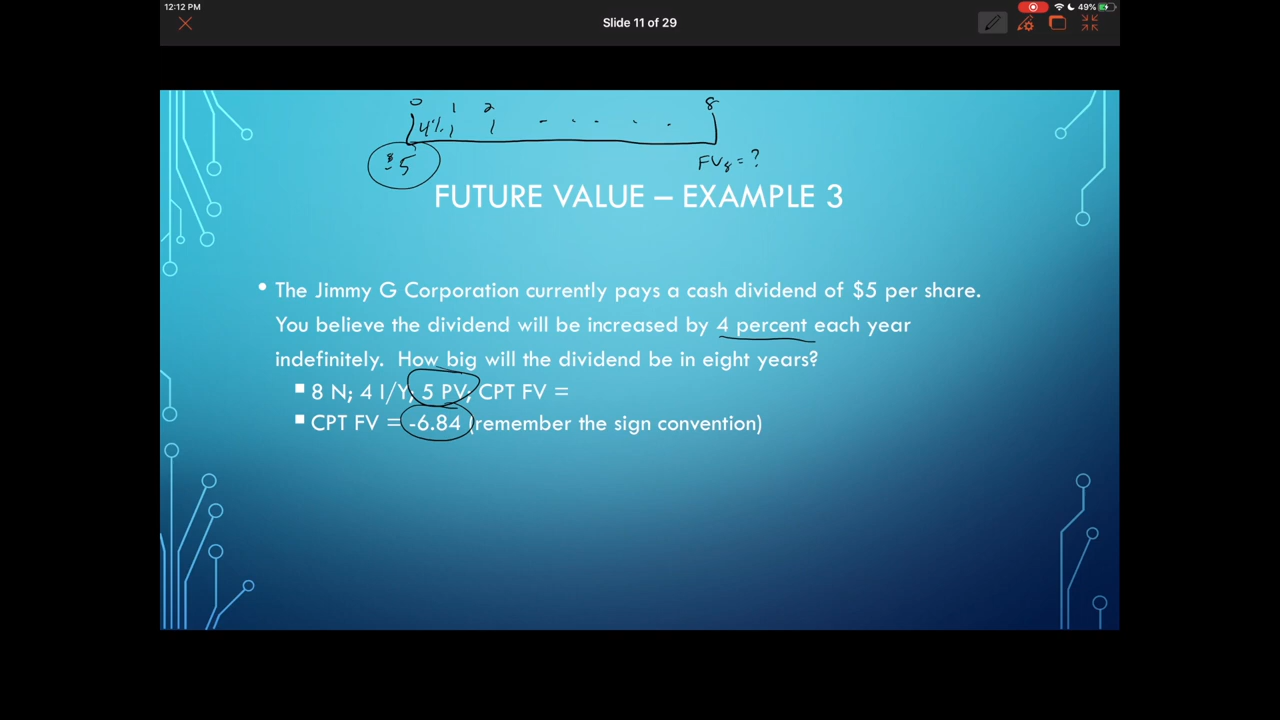 12:12 PM
49%
Slide 11 of 29
0 1 2 8
4%
$5 FV8 = ?
FUTURE VALUE – EXAMPLE 3
• The Jimmy G Corporation currently pays a cash dividend of $5 per share.
You believe the dividend will be increased by 4 percent each year
indefinitely. How big will the dividend be in eight years?
▪ 8 N; 4 I/Y; 5 PV; CPT FV =
▪ CPT FV = -6.84 (remember the sign convention)